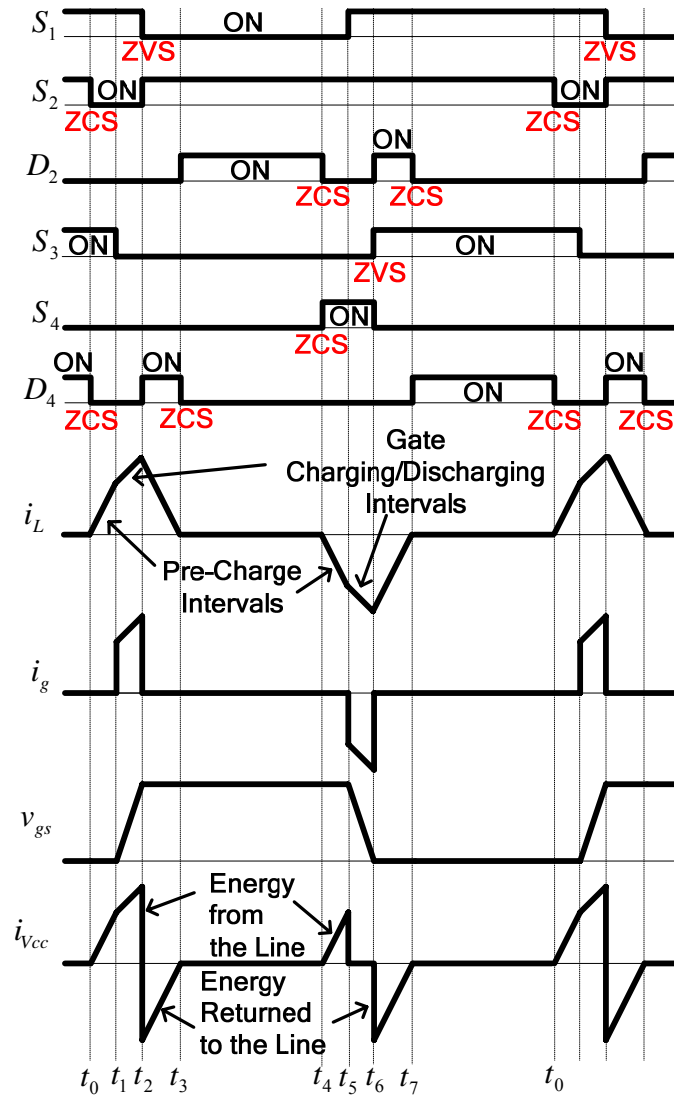 S1 ON
ZVS ZVS
S2 ON ON
ZCS ZCS
ON
D2 ON
ZCS ZCS
S3 ON ON
ZVS
S4 ON
ZCS
ON ON ON
D4 ON
ZCS ZCS ZCS ZCS
Gate
Charging/Discharging
Intervals
iL
Pre-Charge
Intervals
ig
vgs
Energy
from
the Line
iVcc
Energy
Returned
to the Line
t0 t1 t2 t3 t4 t5 t6 t7 t0